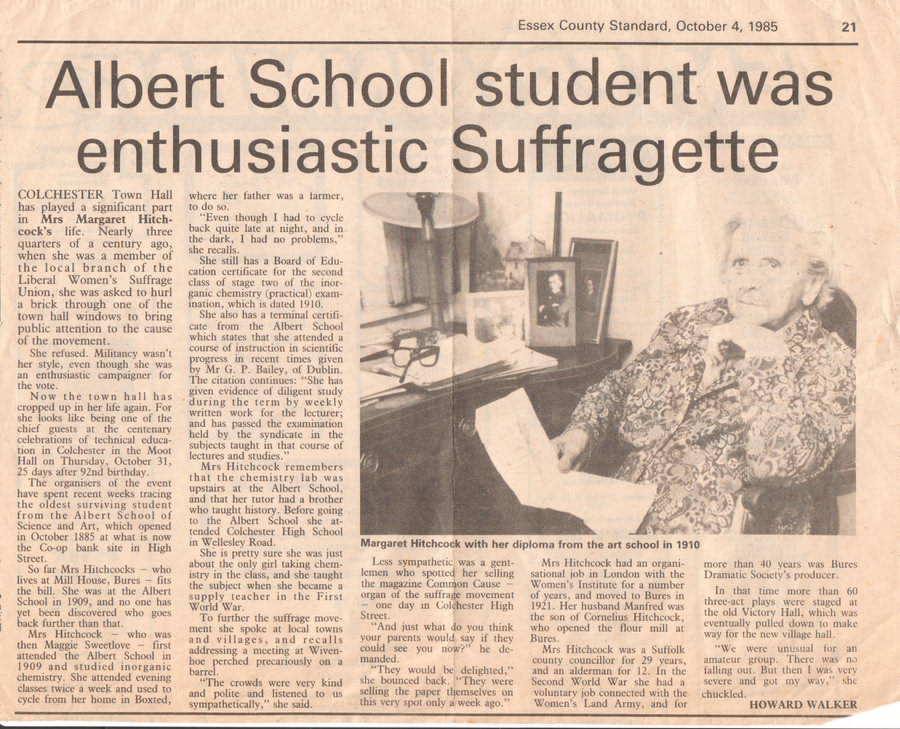 Essex County Standard, October 4, 1985 21
Albert School student was
enthusiastic Suffragette
COLCHESTER Town Hall
has played a significant part
in Mrs Margaret Hitch-
cock's life. Nearly three
quarters of a century ago,
when she was a member of
the local branch of the
Liberal Women's Suffrage
Union, she was asked to hurl
a brick through one of the
town hall windows to bring
public attention to the cause
of the movement.
She refused. Militancy wasn't
her style, even though she was
an enthusiastic campaigner for
the vote.
Now the town hall has
cropped up in her life again. For
she looks like being one of the
chief guests at the centenary
celebrations of technical educa-
tion in Colchester in the Moot
Hall on Thursday, October 31,
25 days after 92nd birthday.
The organisers of the event
have spent recent weeks tracing
the oldest surviving student
from the Albert School of
Science and Art, which opened
in October 1885 at what is now
the Co-op bank site in High
Street.
So far Mrs Hitchcocks – who
lives at Mill House, Bures – fits
the bill. She was at the Albert
School in 1909, and no one has
yet been discovered who goes
back further than that.
Mrs Hitchcock – who was
then Maggie Sweetlove – first
attended the Albert School in
1909 and studied inorganic
chemistry. She attended evening
classes twice a week and used to
cycle from her home in Boxted,
where her father was a farmer,
to do so.
"Even though I had to cycle
back quite late at night, and in
the dark, I had no problems,"
she recalls.
She still has a Board of Edu-
cation certificate for the second
class of stage two of the inor-
ganic chemistry (practical) exam-
ination, which is dated 1910.
She also has a terminal certifi-
cate from the Albert School
which states that she attended a
course of instruction in scientific
progress in recent times given
by Mr G. P. Bailey, of Dublin.
The citation continues: "She has
given evidence of diligent study
during the term by weekly
written work for the lecturer;
and has passed the examination
held by the syndicate in the
subjects taught in that course of
lectures and studies."
Mrs Hitchcock remembers
that the chemistry lab was
upstairs at the Albert School,
and that her tutor had a brother
who taught history. Before going
to the Albert School she at-
tended Colchester High School
in Wellesley Road.
She is pretty sure she was just
about the only girl taking chem-
istry in the class, and she taught
the subject when she became a
supply teacher in the First
World War.
To further the suffrage move-
ment she spoke at local towns
and villages, and recalls
addressing a meeting at Wiven-
hoe perched precariously on a
barrel.
"The crowds were very kind
and polite and listened to us
sympathetically," she said.
Margaret Hitchcock with her diploma from the art school in 1910
Less sympathetic was a gent-
lemen who spotted her selling
the magazine Common Cause –
organ of the suffrage movement
– one day in Colchester High
Street.
"And just what do you think
your parents would say if they
could see you now?" he de-
manded.
"They would be delighted,"
she bounced back. "They were
selling the paper themselves on
this very spot only a week ago."
Mrs Hitchcock had an organi-
sational job in London with the
Women's Institute for a number
of years, and moved to Bures in
1921. Her husband Manfred was
the son of Cornelius Hitchcock,
who opened the flour mill at
Bures.
Mrs Hitchcock was a Suffolk
county councillor for 29 years,
and an alderman for 12. In the
Second World War she had a
voluntary job connected with the
Women's Land Army, and for
more than 40 years was Bures
Dramatic Society's producer.
In that time more than 60
three-act plays were staged at
the old Victory Hall, which was
eventually pulled down to make
way for the new village hall.
"We were unusual for an
amateur group. There was no
falling out. But then I was very
severe and got my way," she
chuckled.
HOWARD WALKER